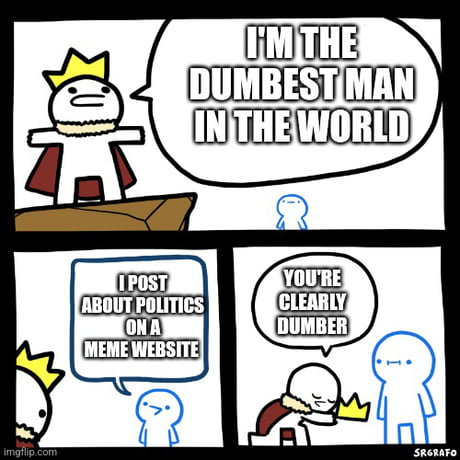 I'M THE
DUMBEST MAN
IN THE WORLD
I POST
ABOUT POLITICS
ON A
MEME WEBSITE
YOU'RE
CLEARLY
DUMBER
imgflip.com
SRGRAFO